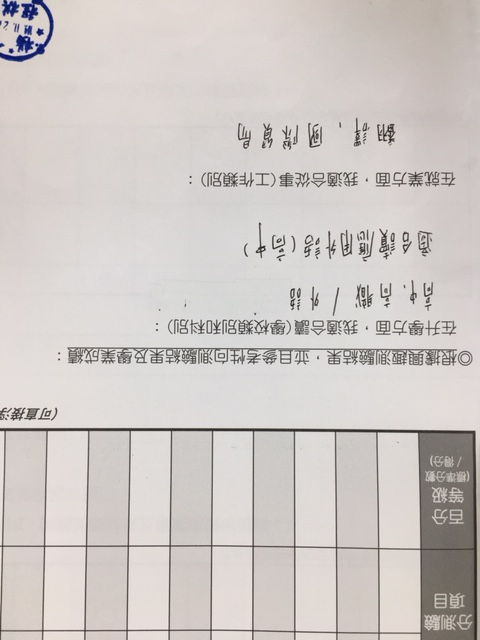 分測驗
項目
百分
等級
(標準分數
/ 得分)
(可直接浮
◎根據興趣測驗結果，並且參考性向測驗結果及學業成績：
在升學方面，我適合讀(學校類別和科別)：
高中、高職 / 外語
適合讀應用外語(高中)
在就業方面，我適合從事(工作類別)：
翻譯，國際貿易